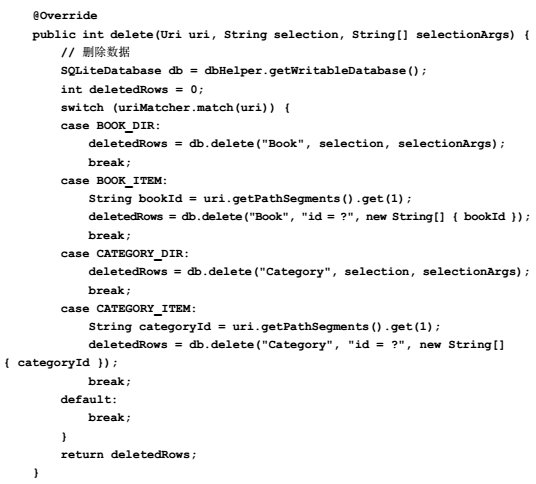 @Override
public int delete(Uri uri, String selection, String[] selectionArgs) {
// 删除数据
SQLiteDatabase db = dbHelper.getWritableDatabase();
int deletedRows = 0;
switch (uriMatcher.match(uri)) {
case BOOK_DIR:
deletedRows = db.delete("Book", selection, selectionArgs);
break;
case BOOK_ITEM:
String bookId = uri.getPathSegments().get(1);
deletedRows = db.delete("Book", "id = ?", new String[] { bookId });
break;
case CATEGORY_DIR:
deletedRows = db.delete("Category", selection, selectionArgs);
break;
case CATEGORY_ITEM:
String categoryId = uri.getPathSegments().get(1);
deletedRows = db.delete("Category", "id = ?", new String[]
{ categoryId });
break;
default:
break;
}
return deletedRows;
}